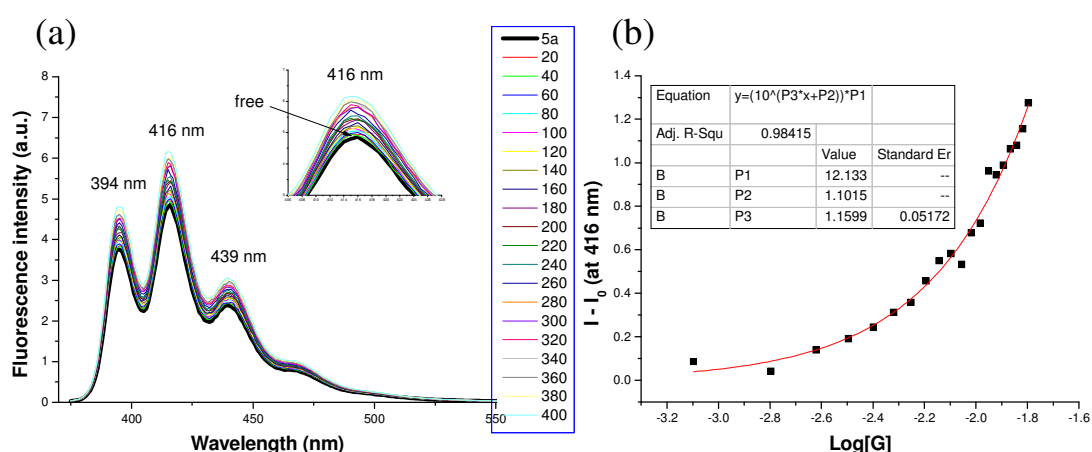 (a)
8
7
6
5
4
3
2
1
0
Fluorescence intensity (a.u.)
400
450
500
550
Wavelength (nm)
394 nm
416 nm
439 nm
416 nm
free
5a
20
40
60
80
100
120
140
160
180
200
220
240
260
280
300
320
340
360
380
400
(b)
1.4
1.2
1.0
0.8
0.6
0.4
0.2
0.0
I - I0 (at 416 nm)
-3.2
-3.0
-2.8
-2.6
-2.4
-2.2
-2.0
-1.8
-1.6
Log[G]
Equation y=(10^(P3*x+P2))*P1
Adj. R-Squ 0.98415
Value Standard Er
B P1 12.133 --
B P2 1.1015 --
B P3 1.1599 0.05172